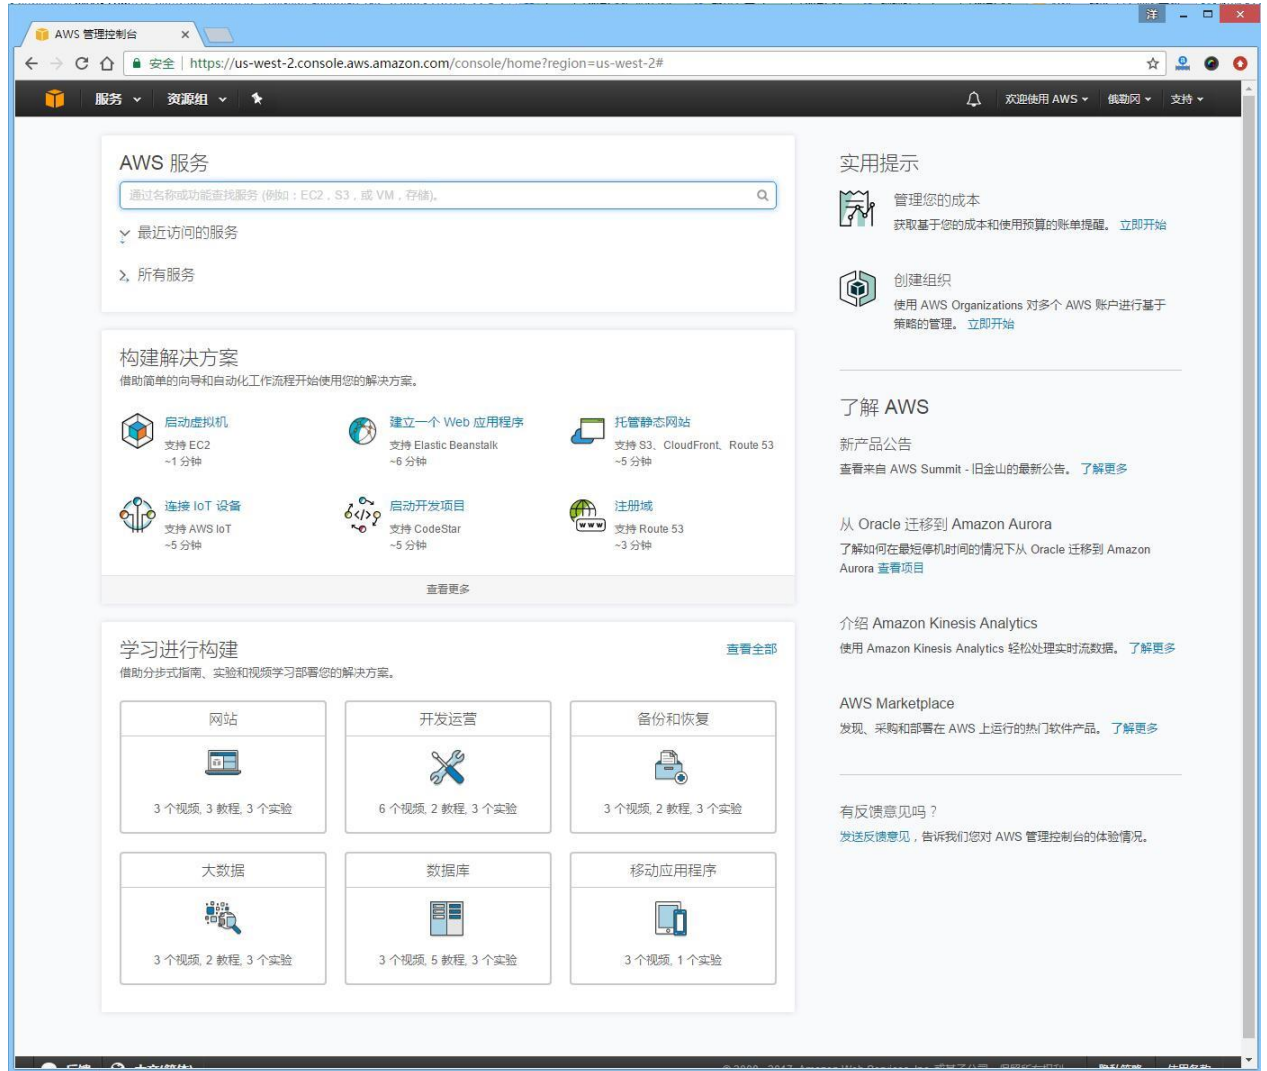 洋
AWS 管理控制台
安全 https://us-west-2.console.aws.amazon.com/console/home?region=us-west-2#
服务 资源组 欢迎使用 AWS 俄勒冈 支持
AWS 服务
通过名称或功能查找服务 (例如：EC2，S3，或 VM，存储)。
最近访问的服务
所有服务
构建解决方案
借助简单的向导和自动化工作流程开始使用您的解决方案。
启动虚拟机
支持 EC2
~1 分钟
建立一个 Web 应用程序
支持 Elastic Beanstalk
~6 分钟
托管静态网站
支持 S3、CloudFront、Route 53
~5 分钟
连接 IoT 设备
支持 AWS IoT
~5 分钟
启动开发项目
支持 CodeStar
~5 分钟
www
注册域
支持 Route 53
~3 分钟
查看更多
学习进行构建
查看全部
借助分步式指南、实验和视频学习部署您的解决方案。
网站
3 个视频, 3 教程, 3 个实验
开发运营
6 个视频, 2 教程, 3 个实验
备份和恢复
3 个视频, 2 教程, 3 个实验
大数据
3 个视频, 2 教程, 3 个实验
数据库
3 个视频, 5 教程, 3 个实验
移动应用程序
3 个视频, 1 个实验
实用提示
管理您的成本
获取基于您的成本和使用预算的账单提醒。 立即开始
创建组织
使用 AWS Organizations 对多个 AWS 账户进行基于
策略的管理。 立即开始
了解 AWS
新产品公告
查看来自 AWS Summit - 旧金山的最新公告。 了解更多
从 Oracle 迁移到 Amazon Aurora
了解如何在最短停机时间的情况下从 Oracle 迁移到 Amazon
Aurora 查看项目
介绍 Amazon Kinesis Analytics
使用 Amazon Kinesis Analytics 轻松处理实时流数据。 了解更多
AWS Marketplace
发现、采购和部署在 AWS 上运行的热门软件产品。 了解更多
有反馈意见吗？
发送反馈意见，告诉我们您对 AWS 管理控制台的体验情况。